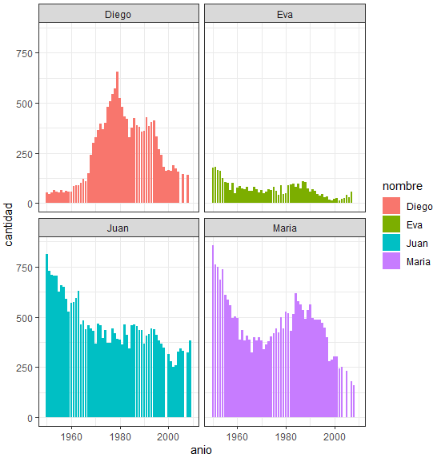 Diego
Eva
750
500
250
0
Juan
Maria
750
500
250
0
1960
1980
2000
1960
1980
2000
cantidad
anio
nombre
Diego
Eva
Juan
Maria